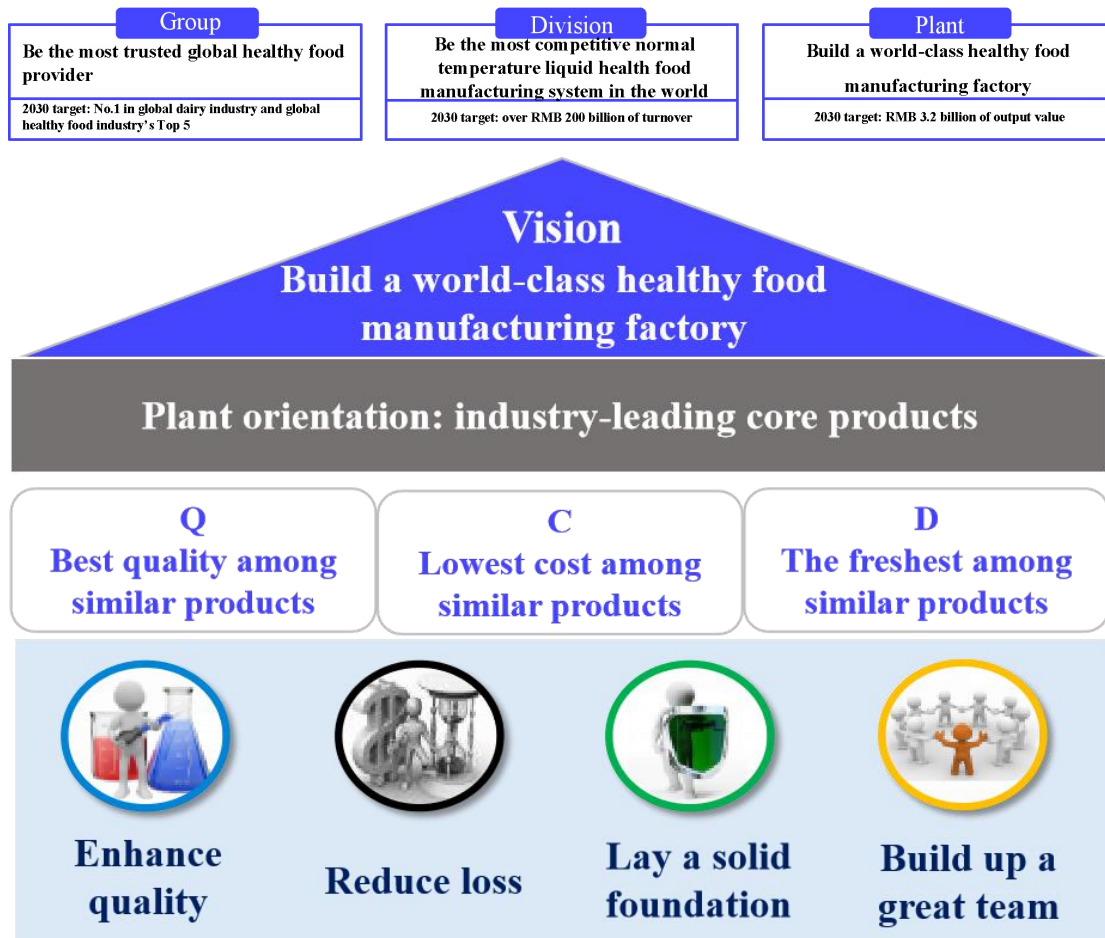 Group
Be the most trusted global healthy food
provider
2030 target: No.1 in global dairy industry and global
healthy food industry's Top 5
Division
Be the most competitive normal
temperature liquid health food
manufacturing system in the world
2030 target: over RMB 200 billion of turnover
Plant
Build a world-class healthy food
manufacturing factory
2030 target: RMB 3.2 billion of output value
Vision
Build a world-class healthy food
manufacturing factory
Plant orientation: industry-leading core products
Q
Best quality among
similar products
C
Lowest cost among
similar products
D
The freshest among
similar products
Enhance
quality
Reduce loss
Lay a solid
foundation
Build up a
great team